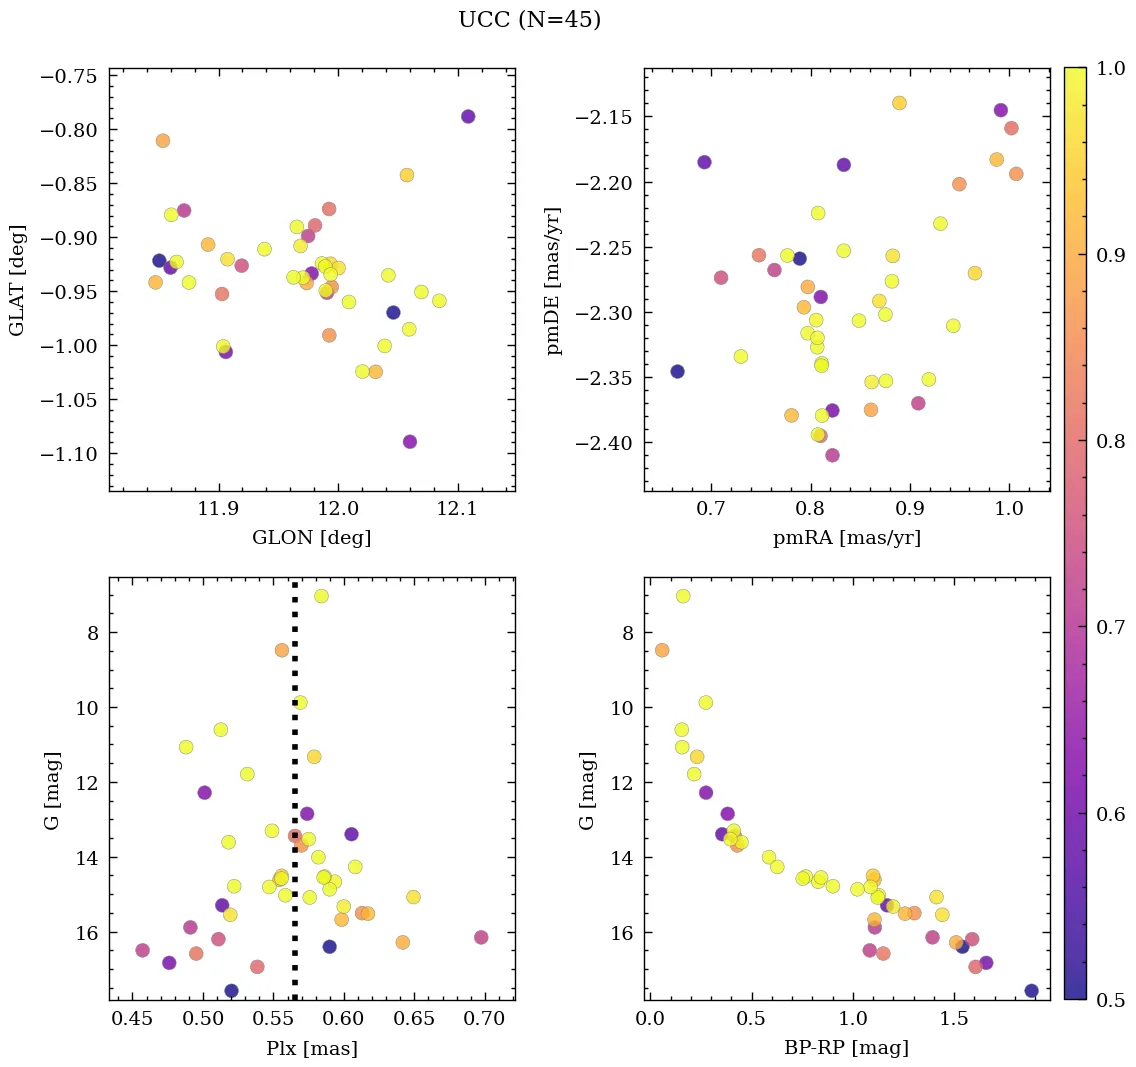 UCC (N=45)
−0.75
−0.80
−0.85
−0.90
−0.95
−1.00
−1.05
−1.10
GLAT [deg]
11.9 12.0 12.1
GLON [deg]
−2.15
−2.20
−2.25
−2.30
−2.35
−2.40
pmDE [mas/yr]
0.7 0.8 0.9 1.0
pmRA [mas/yr]
8
10
12
14
16
G [mag]
0.45 0.50 0.55 0.60 0.65 0.70
Plx [mas]
8
10
12
14
16
G [mag]
0.0 0.5 1.0 1.5
BP-RP [mag]
1.0
0.9
0.8
0.7
0.6
0.5